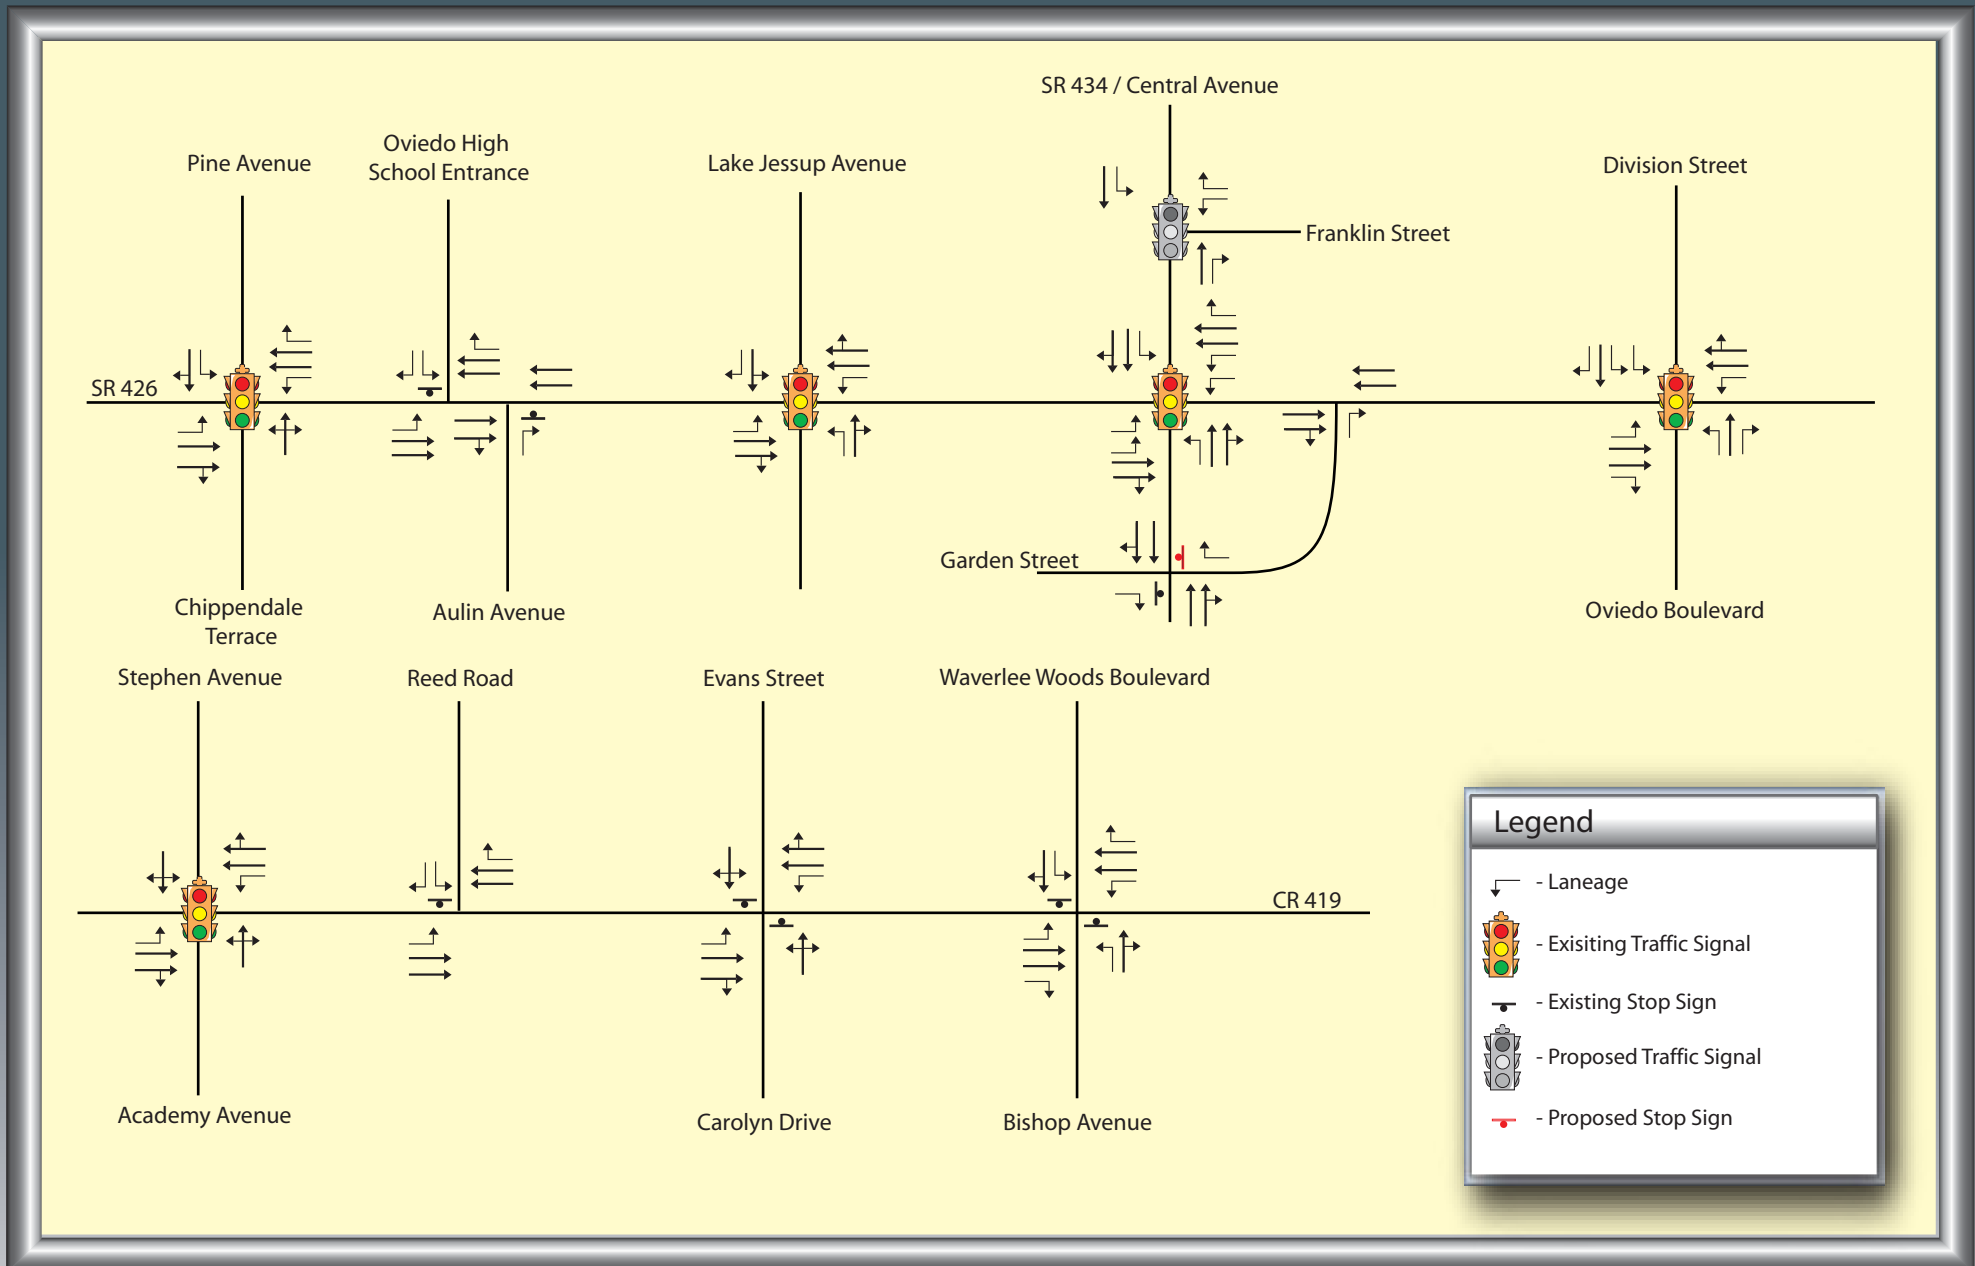 SR 434 / Central Avenue
Pine Avenue
Oviedo High
School Entrance
Lake Jessup Avenue
Division Street
Franklin Street
SR 426
Garden Street
Chippendale
Terrace
Aulin Avenue
Oviedo Boulevard
Stephen Avenue
Reed Road
Evans Street
Waverlee Woods Boulevard
CR 419
Academy Avenue
Carolyn Drive
Bishop Avenue
Legend
- Laneage
- Exisiting Traffic Signal
- Existing Stop Sign
- Proposed Traffic Signal
- Proposed Stop Sign